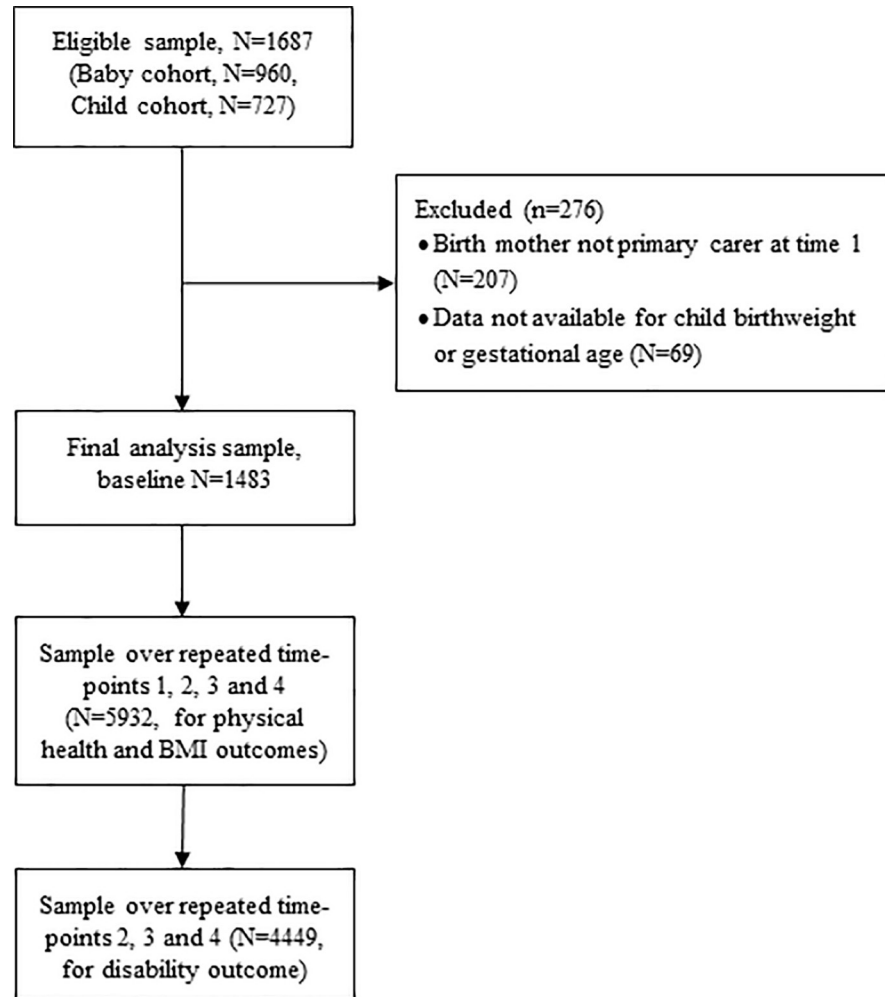 Eligible sample, N=1687
(Baby cohort, N=960,
Child cohort, N=727)
Excluded (n=276)
•Birth mother not primary carer at time 1
(N=207)
•Data not available for child birthweight
or gestational age (N=69)
Final analysis sample,
baseline N=1483
Sample over repeated time-
points 1, 2, 3 and 4
(N=5932, for physical
health and BMI outcomes)
Sample over repeated time-
points 2, 3 and 4 (N=4449,
for disability outcome)